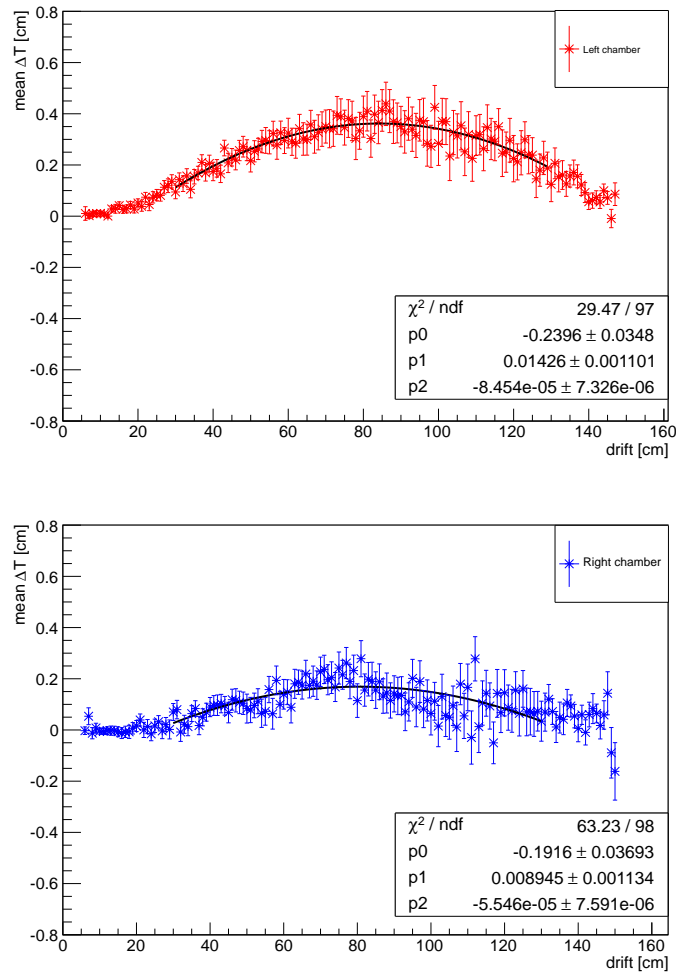 mean ΔT [cm]
0.8
0.6
0.4
0.2
0
-0.2
-0.4
-0.6
-0.8
Left chamber
χ² / ndf 29.47 / 97
p0 -0.2396 ± 0.0348
p1 0.01426 ± 0.001101
p2 -8.454e-05 ± 7.326e-06
0 20 40 60 80 100 120 140 160
drift [cm]
mean ΔT [cm]
0.8
0.6
0.4
0.2
0
-0.2
-0.4
-0.6
-0.8
Right chamber
χ² / ndf 63.23 / 98
p0 -0.1916 ± 0.03693
p1 0.008945 ± 0.001134
p2 -5.546e-05 ± 7.591e-06
0 20 40 60 80 100 120 140 160
drift [cm]